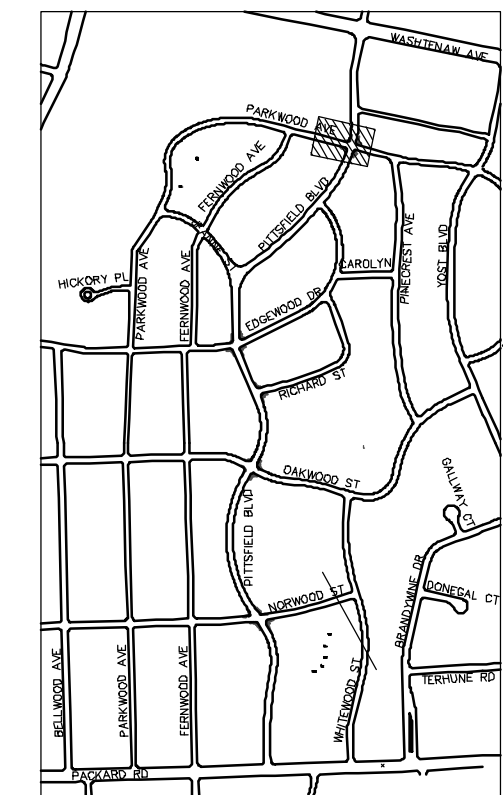 WASHTENAW AVE
PARKWOOD AVE
FERNWOOD AVE
PITTSFIELD BLVD
CAROLYN
PINECREST AVE
YOST BLVD
HICKORY PL
PARKWOOD AVE
FERNWOOD AVE
EDGEWOOD DR
RICHARD ST
OAKWOOD ST
GALLWAY CT
PITTSFIELD BLVD
NORWOOD ST
BRANDYWINE DR
DONEGAL CT
BELLWOOD AVE
PARKWOOD AVE
FERNWOOD AVE
WHITEWOOD ST
TERHUNE RD
PACKARD RD